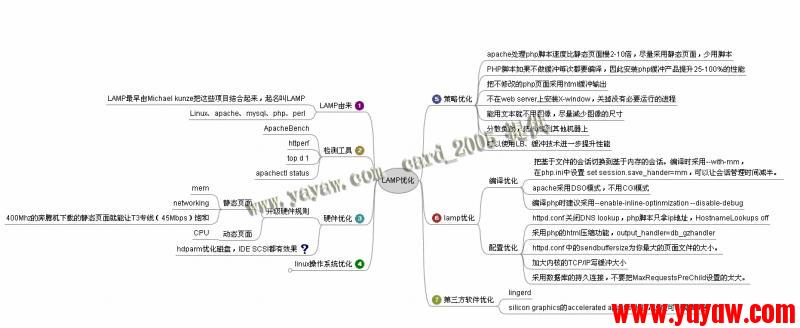 LAMP优化
1 LAMP由来
LAMP最早由Michael kunze把这些项目结合起来，起名叫LAMP
Linux、apache、mysql、php、perl
2 检测工具
ApacheBench
httperf
top d 1
apachectl status
3 硬件优化
升级硬件规则
静态页面
mem
networking
400Mhz的奔腾机下载的静态页面就能让T3专线（45Mbps）饱和
动态页面
CPU
hdparm优化磁盘，IDE SCSI都有效果
4 linux操作系统优化
5 策略优化
apache处理php脚本速度比静态页面慢2-10倍，尽量采用静态页面，少用脚本
PHP脚本如果不做缓冲每次都要编译，因此安装php缓冲产品提升25-100%的性能
把不修改的php页面采用html缓冲输出
不在web server上安装X-window，关掉没有必要运行的进程
能用文本就不用图像，尽量减少图像的尺寸
分散负载，到其他机器上
使用LB、缓冲技术进一步提升性能
6 lamp优化
编译优化
把基于文件的会话切换到基于内存的会话。编译时采用--with-mm，
在php.ini中设置 set session.save_hander=mm，可以让会话管理时间减半。
apache采用DSO模式，不用CGI模式
编译php时建议采用--enable-inline-optimization --disable-debug
配置优化
httpd.conf关闭DNS lookup，php脚本只拿ip地址，HostnameLookups off
采用php的html压缩功能，output_handler=db_gzhandler
httpd.conf中的sendbuffersize为你最大的页面文件的大小。
加大内核的TCP/IP写缓冲大小
采用数据库的持久连接，不要把MaxRequestsPreChild设置的太大。
7 第三方软件优化
lingerd
silicon graphics的accelerated
www.yayaw.com card_2005 提供
www.yayaw.com